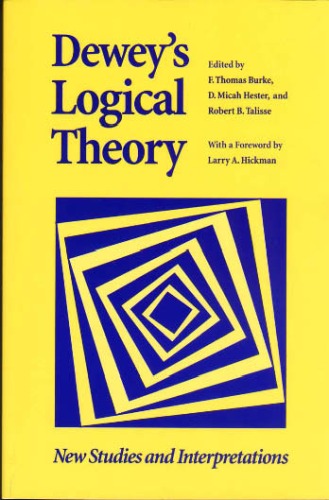 Dewey's
Logical
Theory
Edited by
F. Thomas Burke,
D. Micah Hester, and
Robert B. Talisse
With a Foreword by
Larry A. Hickman
New Studies and Interpretations